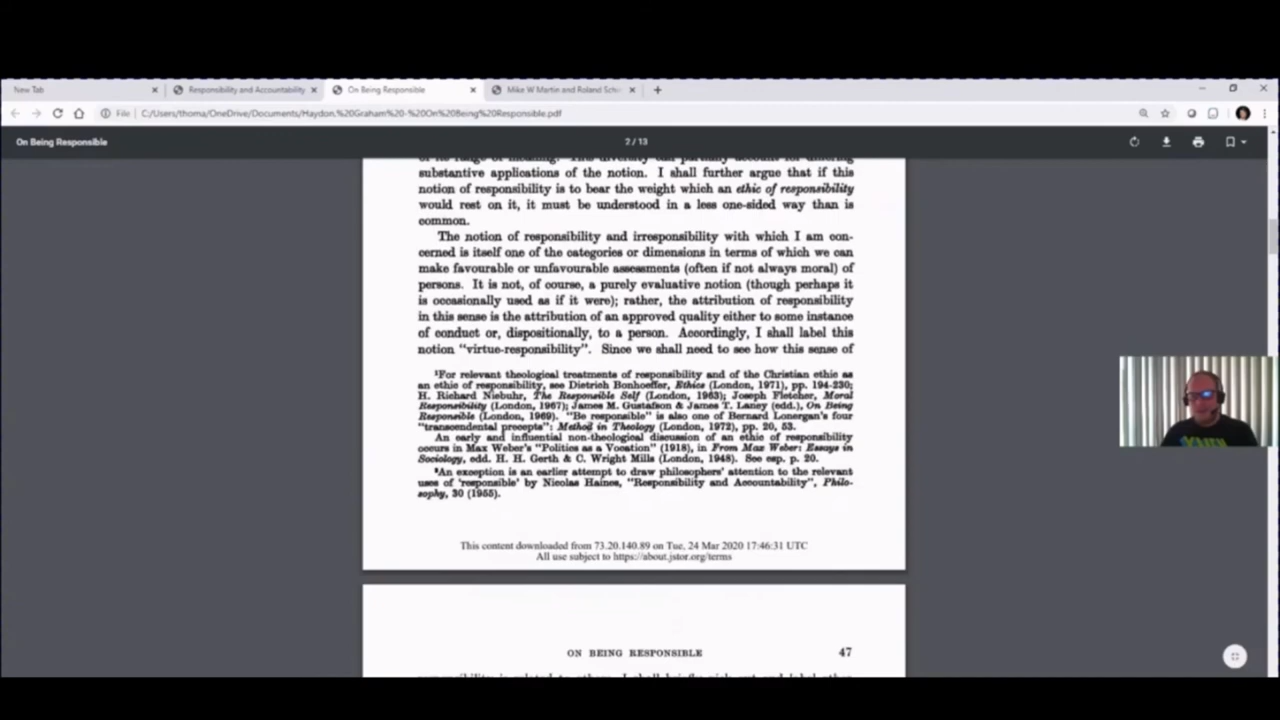 New Tab
Responsibility and Accountability
On Being Responsible
Mike W Martin and Roland Schi
File
C:/Users/thoma/OneDrive/Documents/Haydon.%20Graham%20-%20On%20Being%20Responsible.pdf
On Being Responsible
2 / 13
of its range of meaning. This diversity can partially account for differing
substantive applications of the notion. I shall further argue that if this
notion of responsibility is to bear the weight which an ethic of responsibility
would rest on it, it must be understood in a less one-sided way than is
common.
The notion of responsibility and irresponsibility with which I am con-
cerned is itself one of the categories or dimensions in terms of which we can
make favourable or unfavourable assessments (often if not always moral) of
persons. It is not, of course, a purely evaluative notion (though perhaps it
is occasionally used as if it were); rather, the attribution of responsibility
in this sense is the attribution of an approved quality either to some instance
of conduct or, dispositionally, to a person. Accordingly, I shall label this
notion "virtue-responsibility". Since we shall need to see how this sense of
¹For relevant theological treatments of responsibility and of the Christian ethic as
an ethic of responsibility, see Dietrich Bonhoeffer, Ethics (London, 1971), pp. 194-230;
H. Richard Niebuhr, The Responsible Self (London, 1963); Joseph Fletcher, Moral
Responsibility (London, 1967); James M. Gustafson & James T. Laney (edd.), On Being
Responsible (London, 1969). "Be responsible" is also one of Bernard Lonergan's four
"transcendental precepts": Method in Theology (London, 1972), pp. 20, 53.
An early and influential non-theological discussion of an ethic of responsibility
occurs in Max Weber's "Politics as a Vocation" (1918), in From Max Weber: Essays in
Sociology, edd. H. H. Gerth & C. Wright Mills (London, 1948). See esp. p. 20.
²An exception is an earlier attempt to draw philosophers' attention to the relevant
uses of 'responsible' by Nicolas Haines, "Responsibility and Accountability", Philo-
sophy, 30 (1955).
This content downloaded from 73.20.140.89 on Tue, 24 Mar 2020 17:46:31 UTC
All use subject to https://about.jstor.org/terms
ON BEING RESPONSIBLE 47